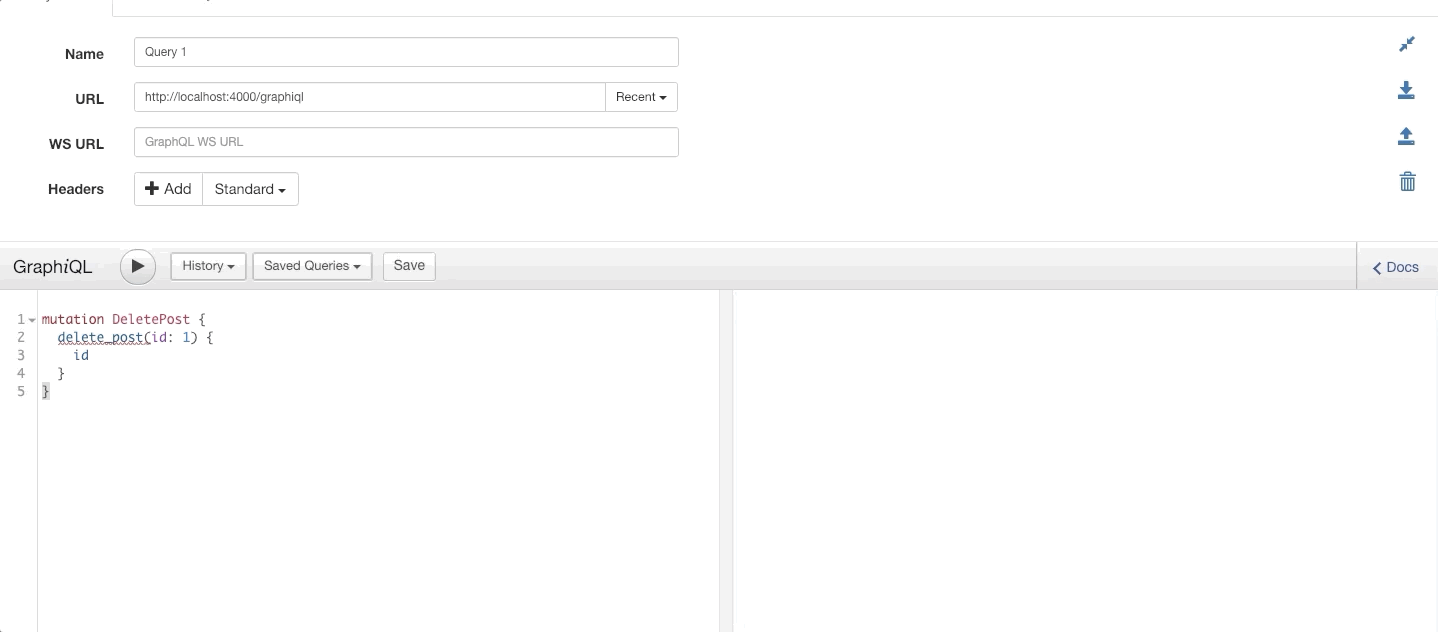 Name Query 1
URL http://localhost:4000/graphiql Recent
WS URL GraphQL WS URL
Headers Add Standard
GraphiQL History Saved Queries Save Docs
1 mutation DeletePost {
2 delete_post(id: 1) {
3 id
4 }
5 }